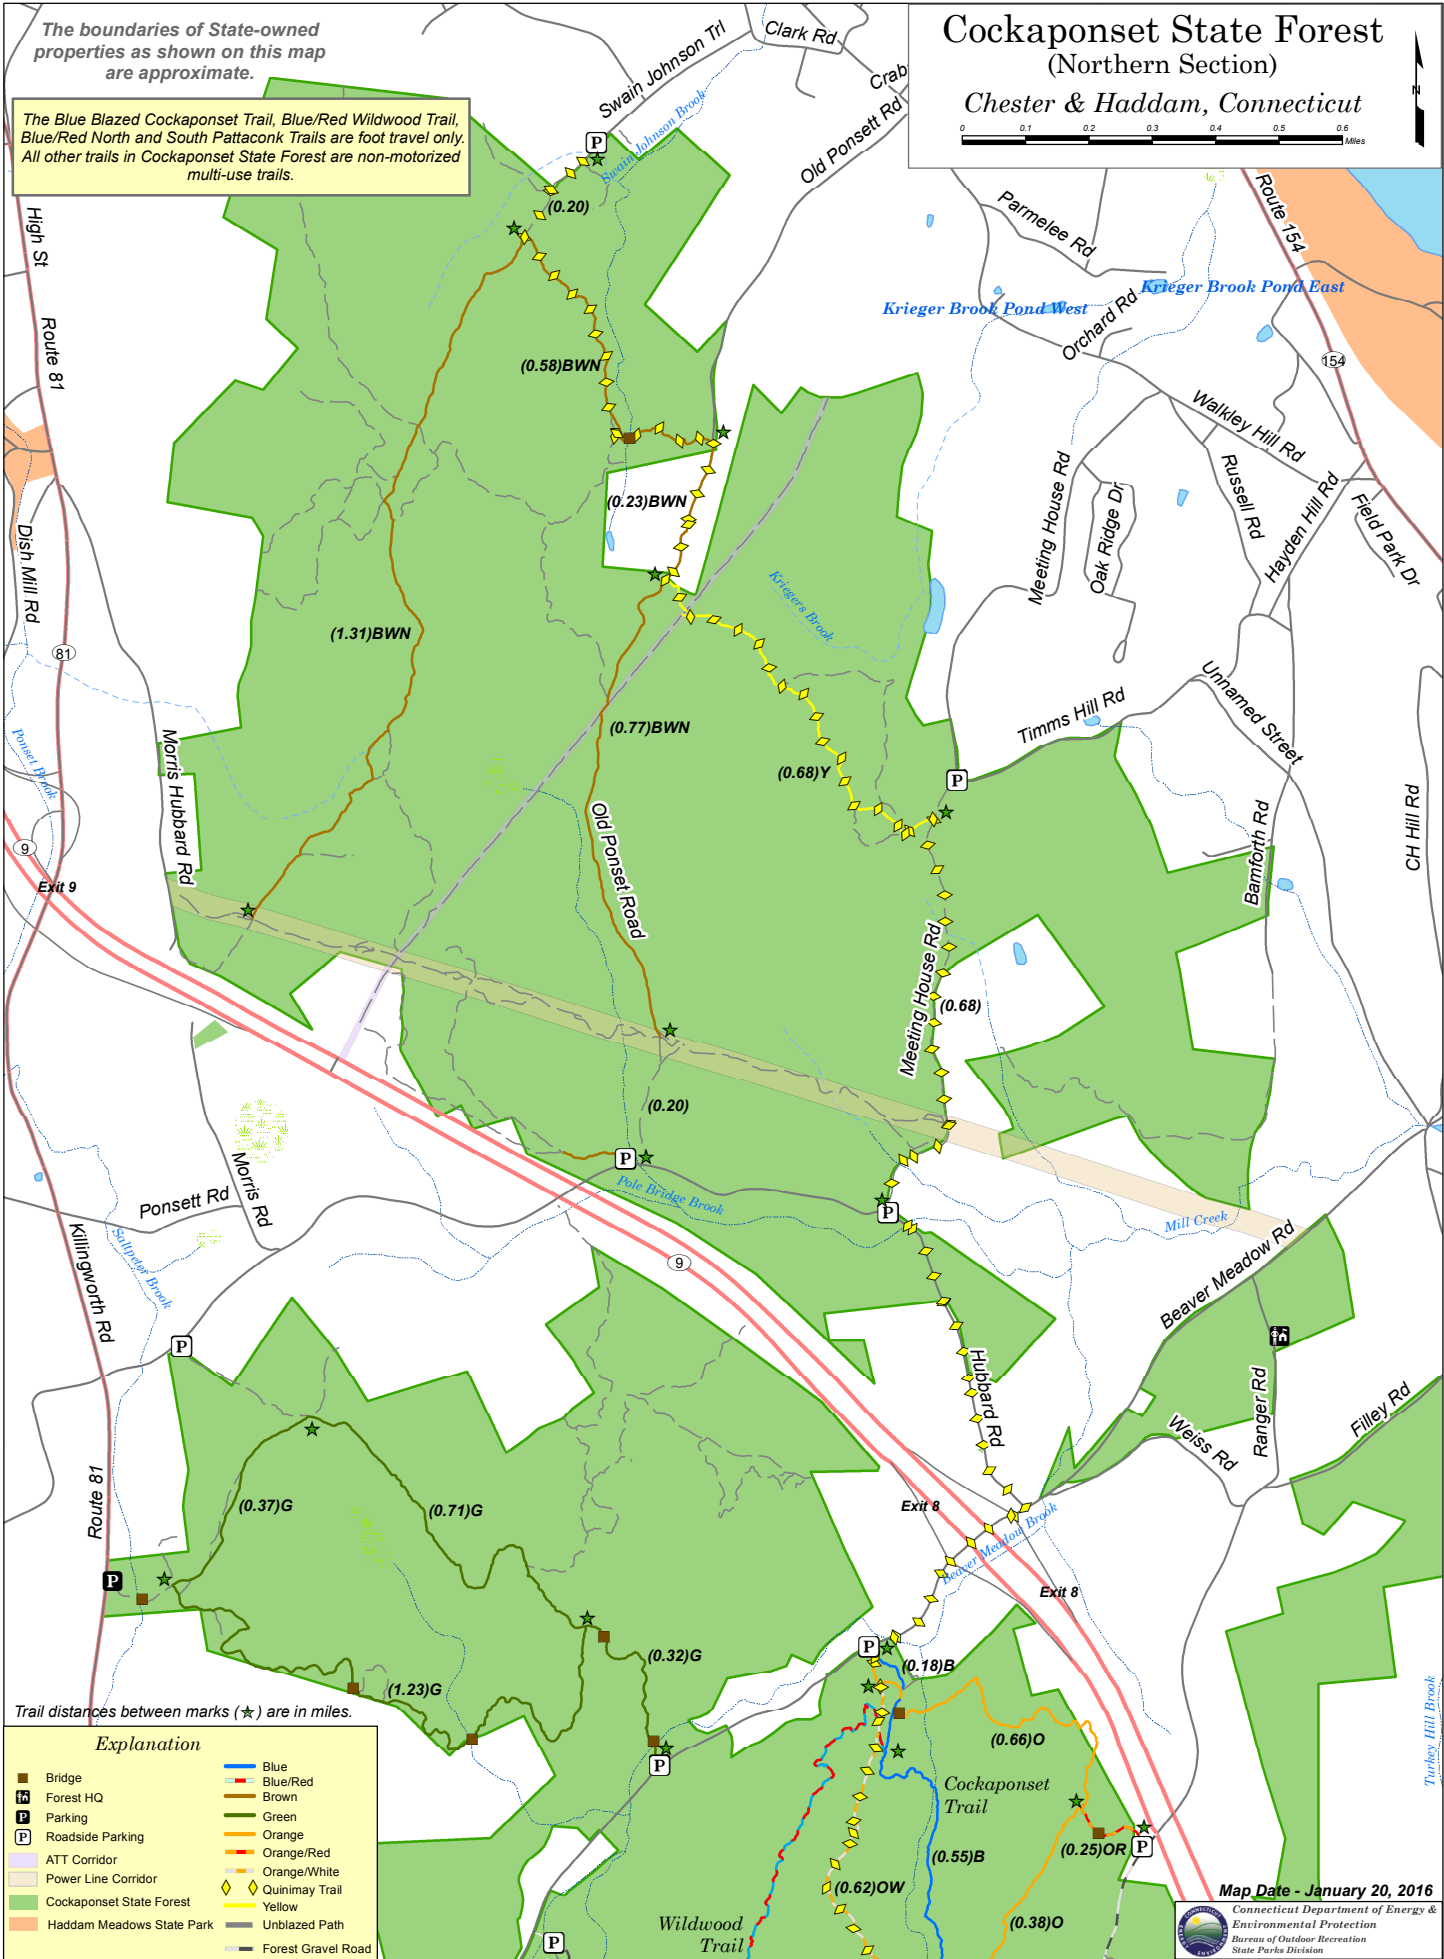 The boundaries of State-owned
properties as shown on this map
are approximate.
The Blue Blazed Cockaponset Trail, Blue/Red Wildwood Trail,
Blue/Red North and South Pattaconk Trails are foot travel only.
All other trails in Cockaponset State Forest are non-motorized
multi-use trails.
Cockaponset State Forest
(Northern Section)
Chester & Haddam, Connecticut
N
0 0.1 0.2 0.3 0.4 0.5 0.6
Miles
Swain Johnson Trl
Clark Rd
Crab
Old Ponsett Rd
Swain Johnson Brook
P
(0.20)
High St
Route 81
Route 154
Parmelee Rd
Krieger Brook Pond East
Krieger Brook Pond West
Orchard Rd
154
(0.58)BWN
Walkley Hill Rd
Russell Rd
Hayden Hill Rd
Field Park Dr
Meeting House Rd
Oak Ridge Dr
(0.23)BWN
Dish Mill Rd
Kriegers Brook
(1.31)BWN
81
Unnamed Street
Timms Hill Rd
(0.77)BWN
(0.68)Y
P
Ponset Brook
Morris Hubbard Rd
Old Ponset Road
Bamforth Rd
CH Hill Rd
9
Exit 9
Meeting House Rd
(0.68)
(0.20)
P
Pole Bridge Brook
P
Mill Creek
Ponsett Rd
Morris Rd
Saltpeter Brook
Killingworth Rd
9
Beaver Meadow Rd
P
Hubbard Rd
Ranger Rd
Weiss Rd
Filley Rd
Route 81
(0.37)G
(0.71)G
Exit 8
Beaver Meadow Brook
Exit 8
P
(0.32)G
P
(0.18)B
(1.23)G
Turkey Hill Brook
Trail distances between marks ( ) are in miles.
(0.66)O
P
Cockaponset
Trail
(0.25)OR
P
(0.55)B
(0.62)OW
(0.38)O
Wildwood
Trail
P
Explanation
Bridge
Forest HQ
P Parking
P Roadside Parking
ATT Corridor
Power Line Corridor
Cockaponset State Forest
Haddam Meadows State Park
Blue
Blue/Red
Brown
Green
Orange
Orange/Red
Orange/White
Quinimay Trail
Yellow
Unblazed Path
Forest Gravel Road
Map Date - January 20, 2016
Connecticut Department of Energy &
Environmental Protection
Bureau of Outdoor Recreation
State Parks Division